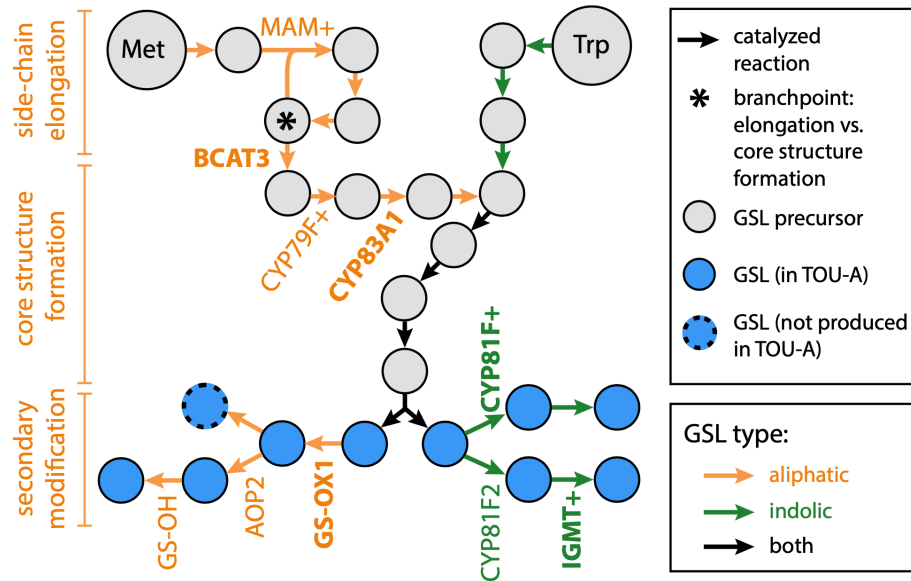 side-chain
elongation
core structure
formation
secondary
modification
Met
MAM+
Trp
*
BCAT3
CYP79F+
CYP83A1
CYP81F+
GS-OH
AOP2
GS-OX1
CYP81F2
IGMT+
catalyzed
reaction
*
branchpoint:
elongation vs.
core structure
formation
GSL precursor
GSL (in TOU-A)
GSL (not produced
in TOU-A)
GSL type:
aliphatic
indolic
both